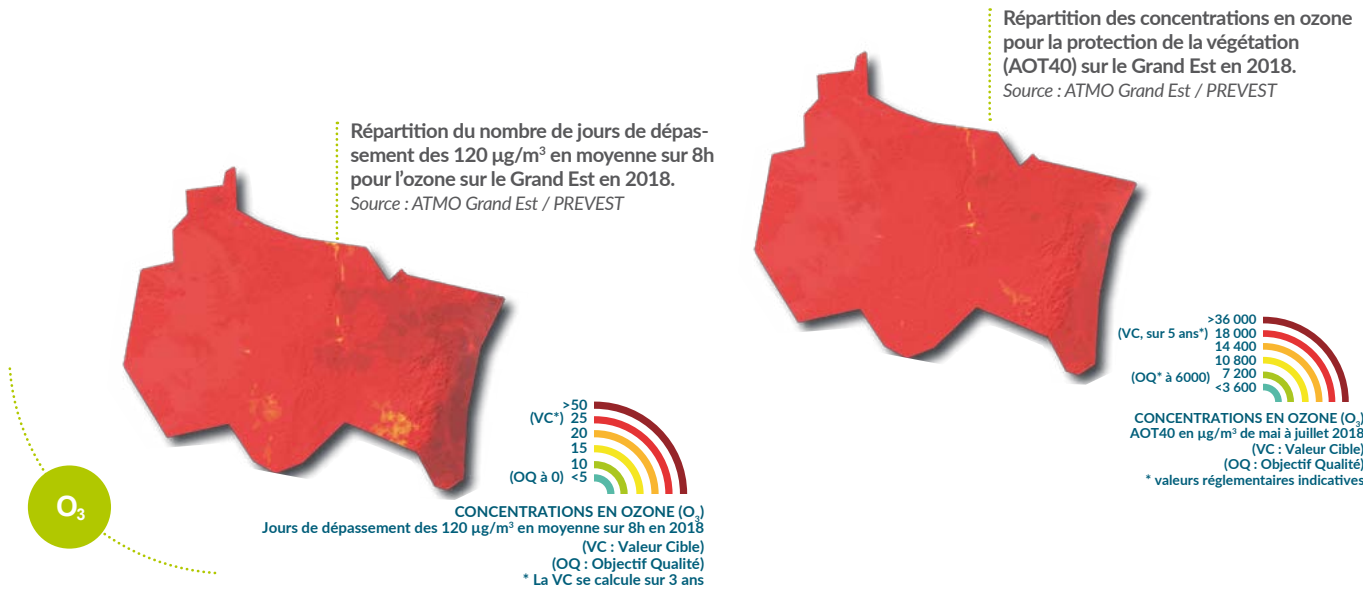 Répartition des concentrations en ozone
pour la protection de la végétation
(AOT40) sur le Grand Est en 2018.
Source : ATMO Grand Est / PREVEST
Répartition du nombre de jours de dépas-
sement des 120 µg/m³ en moyenne sur 8h
pour l'ozone sur le Grand Est en 2018.
Source : ATMO Grand Est / PREVEST
>36 000
(VC, sur 5 ans*) 18 000
14 400
10 800
(OQ* à 6000) 7 200
<3 600
CONCENTRATIONS EN OZONE (O₃)
AOT40 en µg/m³ de mai à juillet 2018
(VC : Valeur Cible)
(OQ : Objectif Qualité)
* valeurs réglementaires indicatives
>50
(VC*) 25
20
15
10
(OQ à 0) <5
CONCENTRATIONS EN OZONE (O₃)
Jours de dépassement des 120 µg/m³ en moyenne sur 8h en 2018
(VC : Valeur Cible)
(OQ : Objectif Qualité)
* La VC se calcule sur 3 ans
O₃